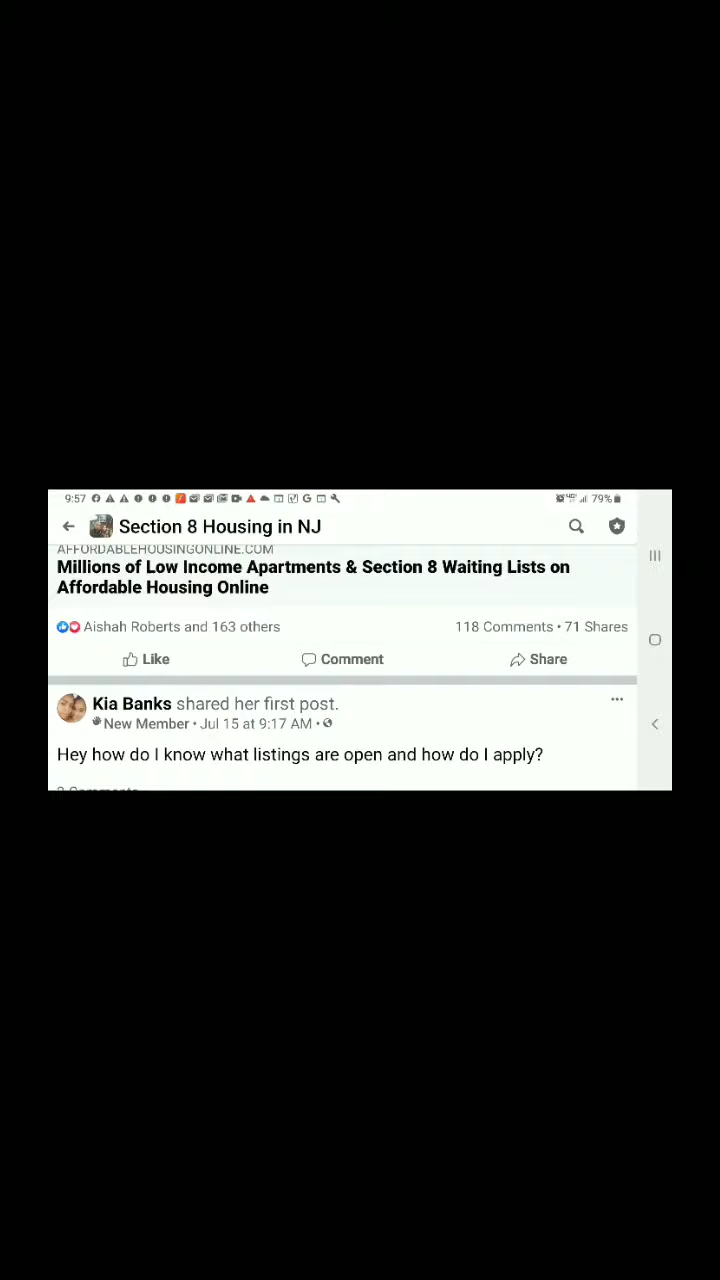 9:57
79%
Section 8 Housing in NJ
AFFORDABLEHOUSINGONLINE.COM
Millions of Low Income Apartments & Section 8 Waiting Lists on
Affordable Housing Online
Aishah Roberts and 163 others
118 Comments • 71 Shares
Like
Comment
Share
Kia Banks shared her first post.
New Member • Jul 15 at 9:17 AM •
Hey how do I know what listings are open and how do I apply?